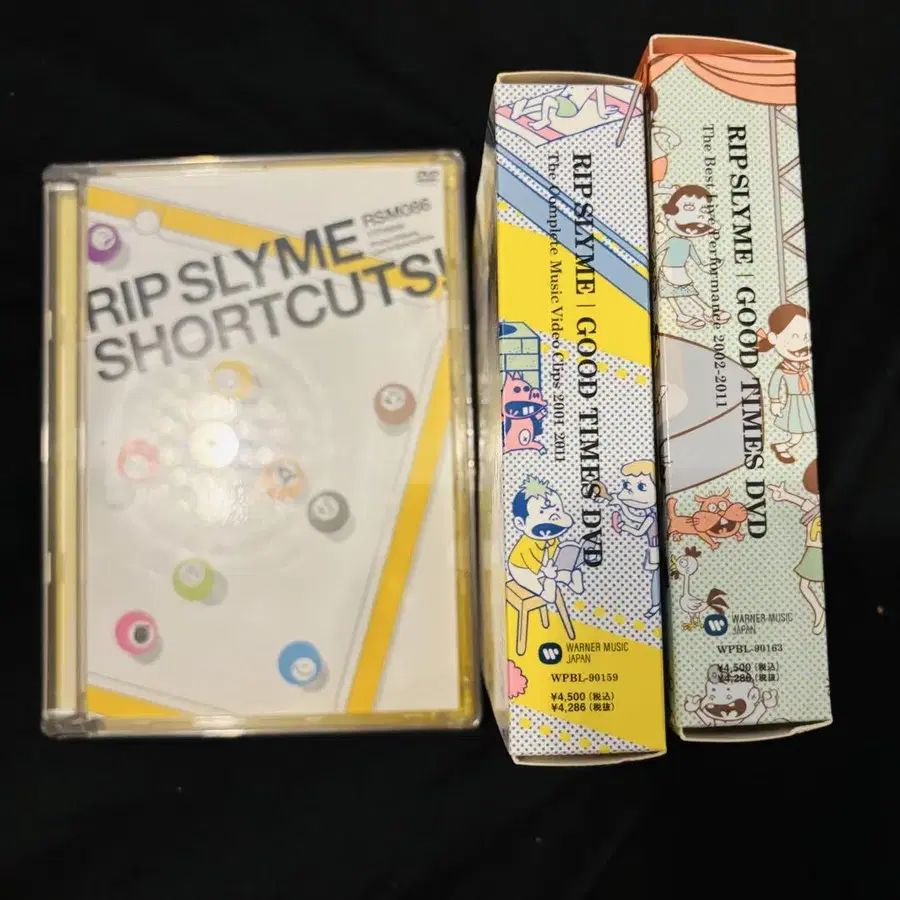 DVD
RSM066
RIP SLYME
SHORTCUTS!
4
RIP SLYME | GOOD TIMES DVD
The Complete Music Video Clips 2001-2011
WARNER MUSIC
JAPAN
WPBL-90159
¥4,500(税込)
¥4,286(税抜)
RIP SLYME | GOOD TIMES DVD
The Best Live Performance 2002-2011
WARNER MUSIC
JAPAN
WPBL-90163
¥4,500(税込)
¥4,286(税抜)